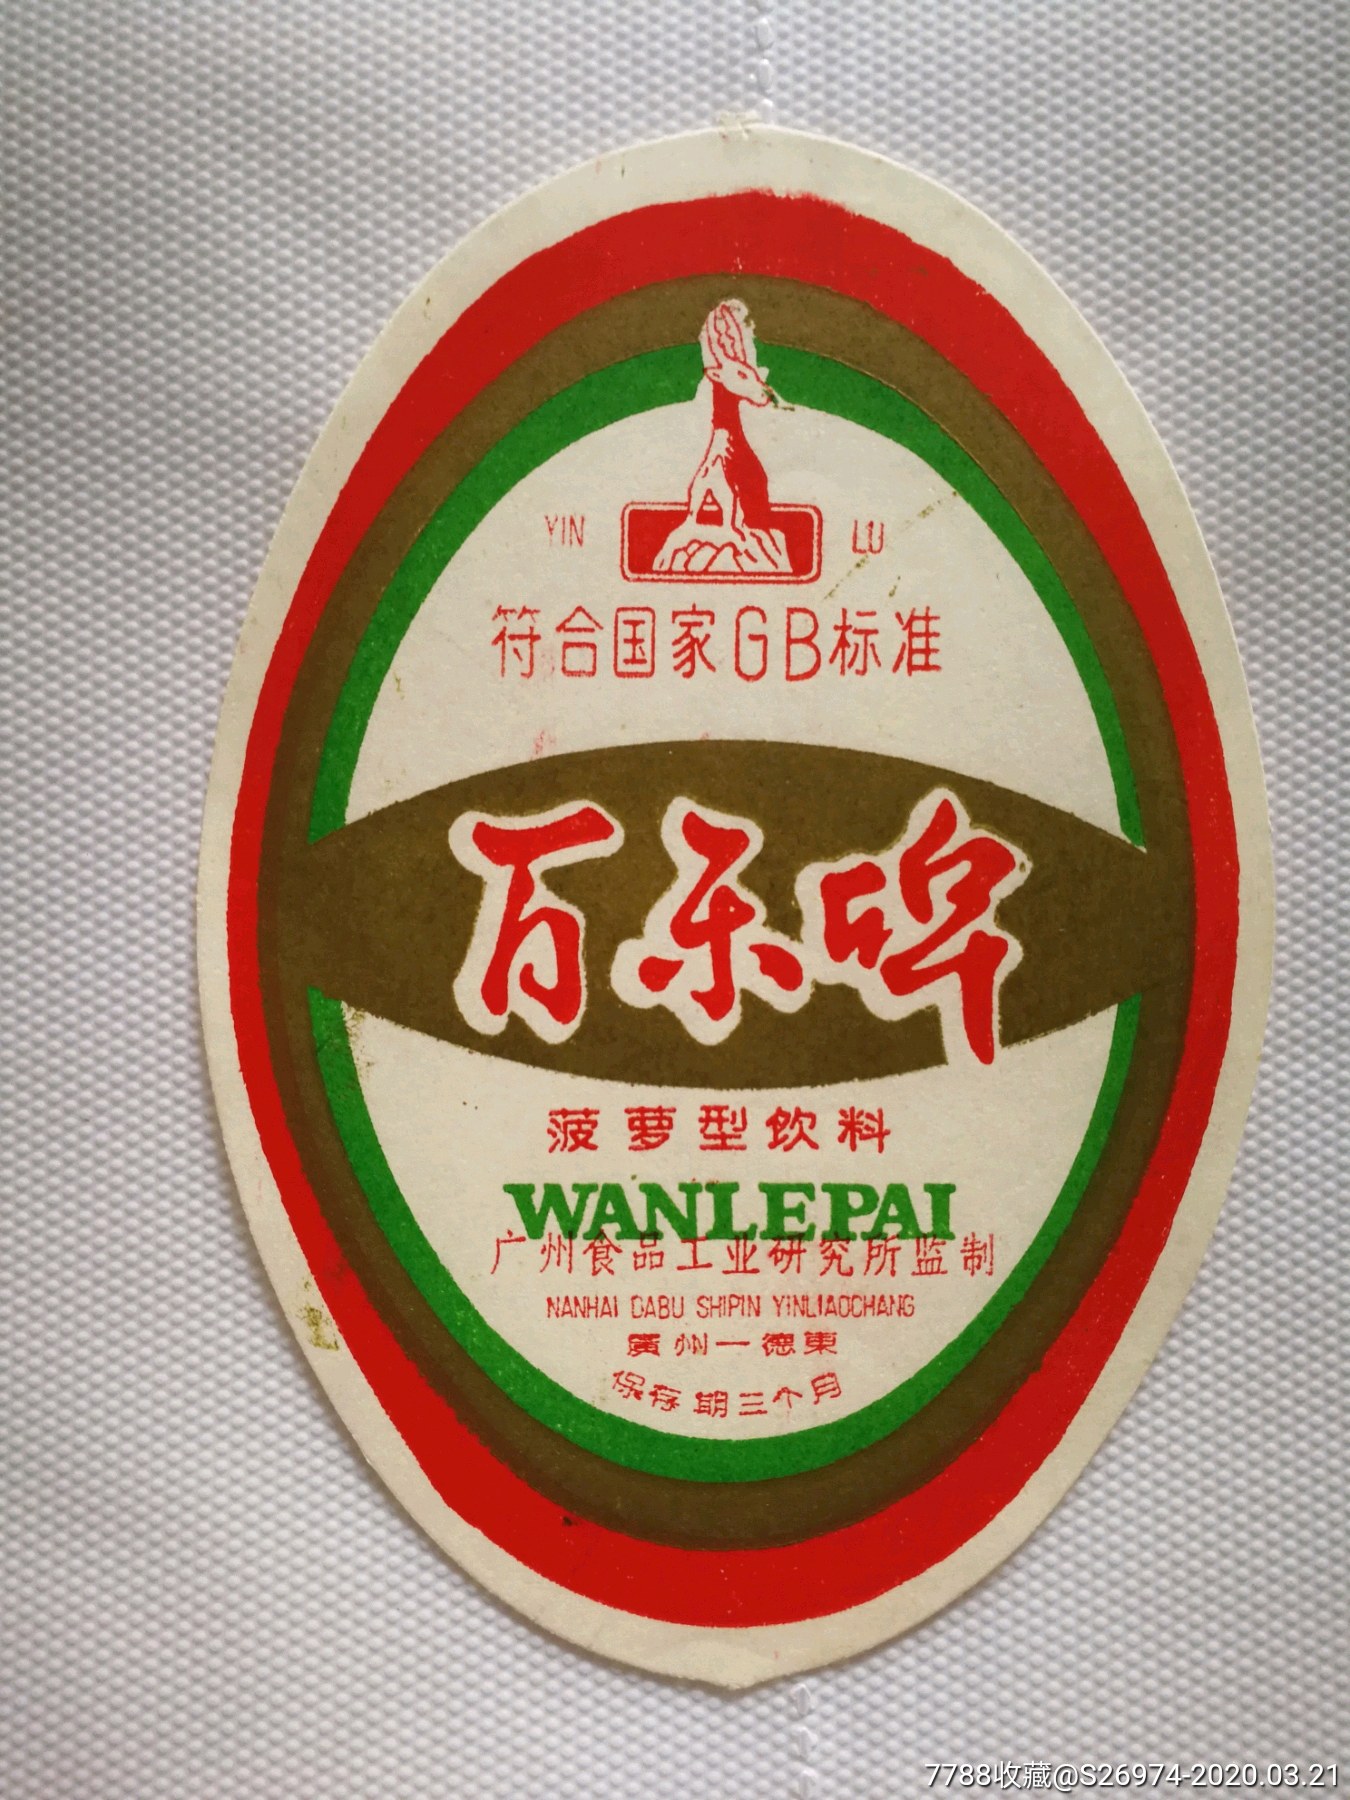 YIN LU
符合国家GB标准
百乐啤
菠萝型饮料
WANLEPAI
广州食品工业研究所监制
NANHAI DABU SHIPIN YINLIAOCHANG
廣州一德東
保存期三个月
7788收藏@S26974-2020.03.21